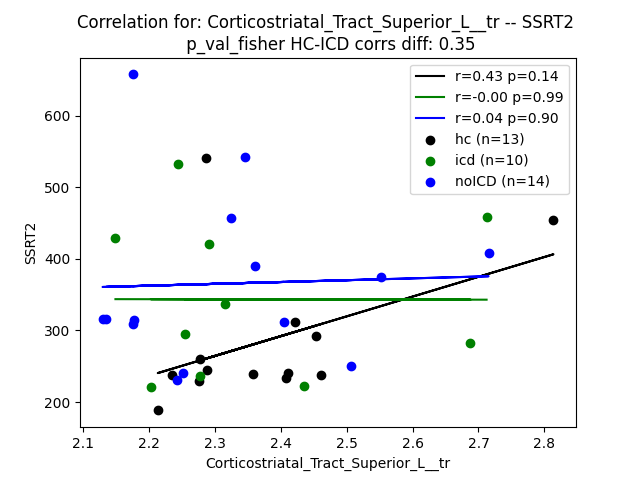 Correlation for: Corticostriatal_Tract_Superior_L__tr -- SSRT2
p_val_fisher HC-ICD corrs diff: 0.35
r=0.43 p=0.14
r=-0.00 p=0.99
r=0.04 p=0.90
hc (n=13)
icd (n=10)
noICD (n=14)
600
500
400
300
200
SSRT2
2.1 2.2 2.3 2.4 2.5 2.6 2.7 2.8
Corticostriatal_Tract_Superior_L__tr